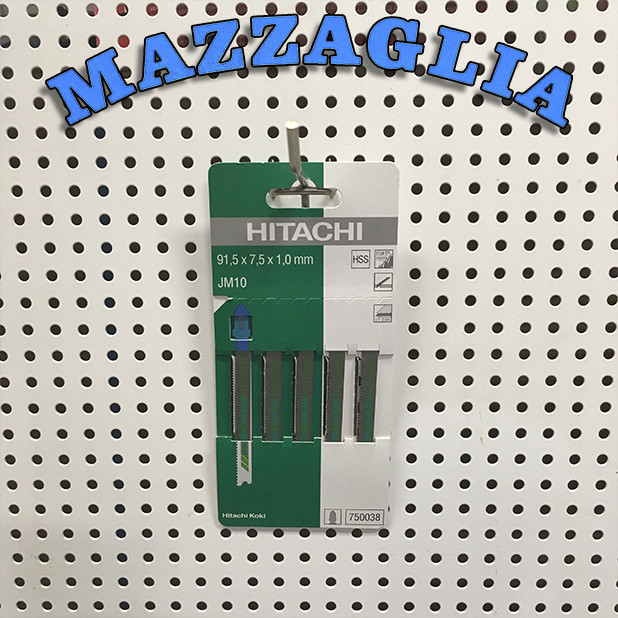 MAZZAGLIA
HITACHI
91,5 x 7,5 x 1,0 mm
HSS
JM10
Hitachi Koki
750038